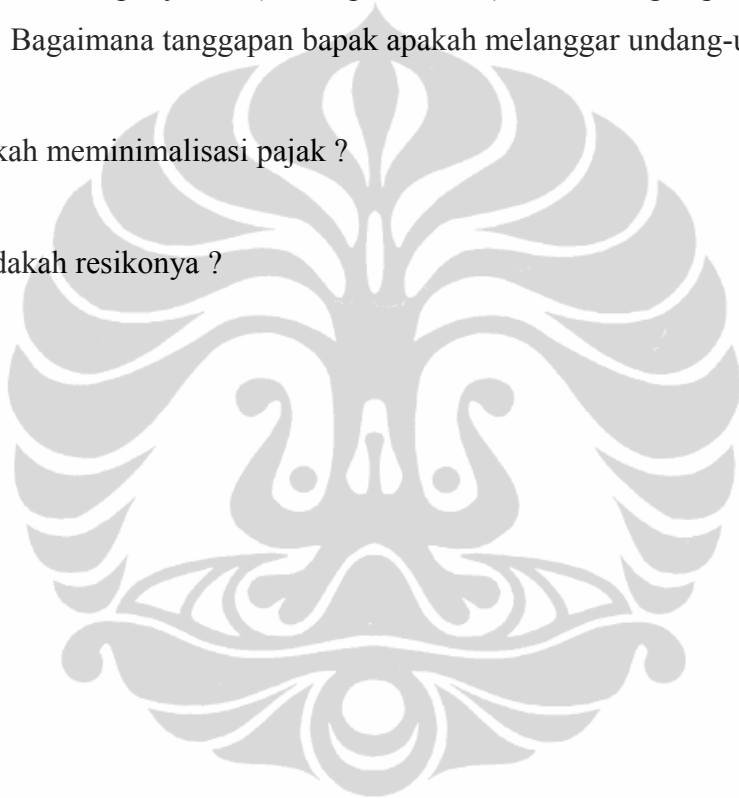 Bagaimana tanggapan bapak apakah melanggar undang-u
kah meminimalisasi pajak ?
dakah resikonya ?